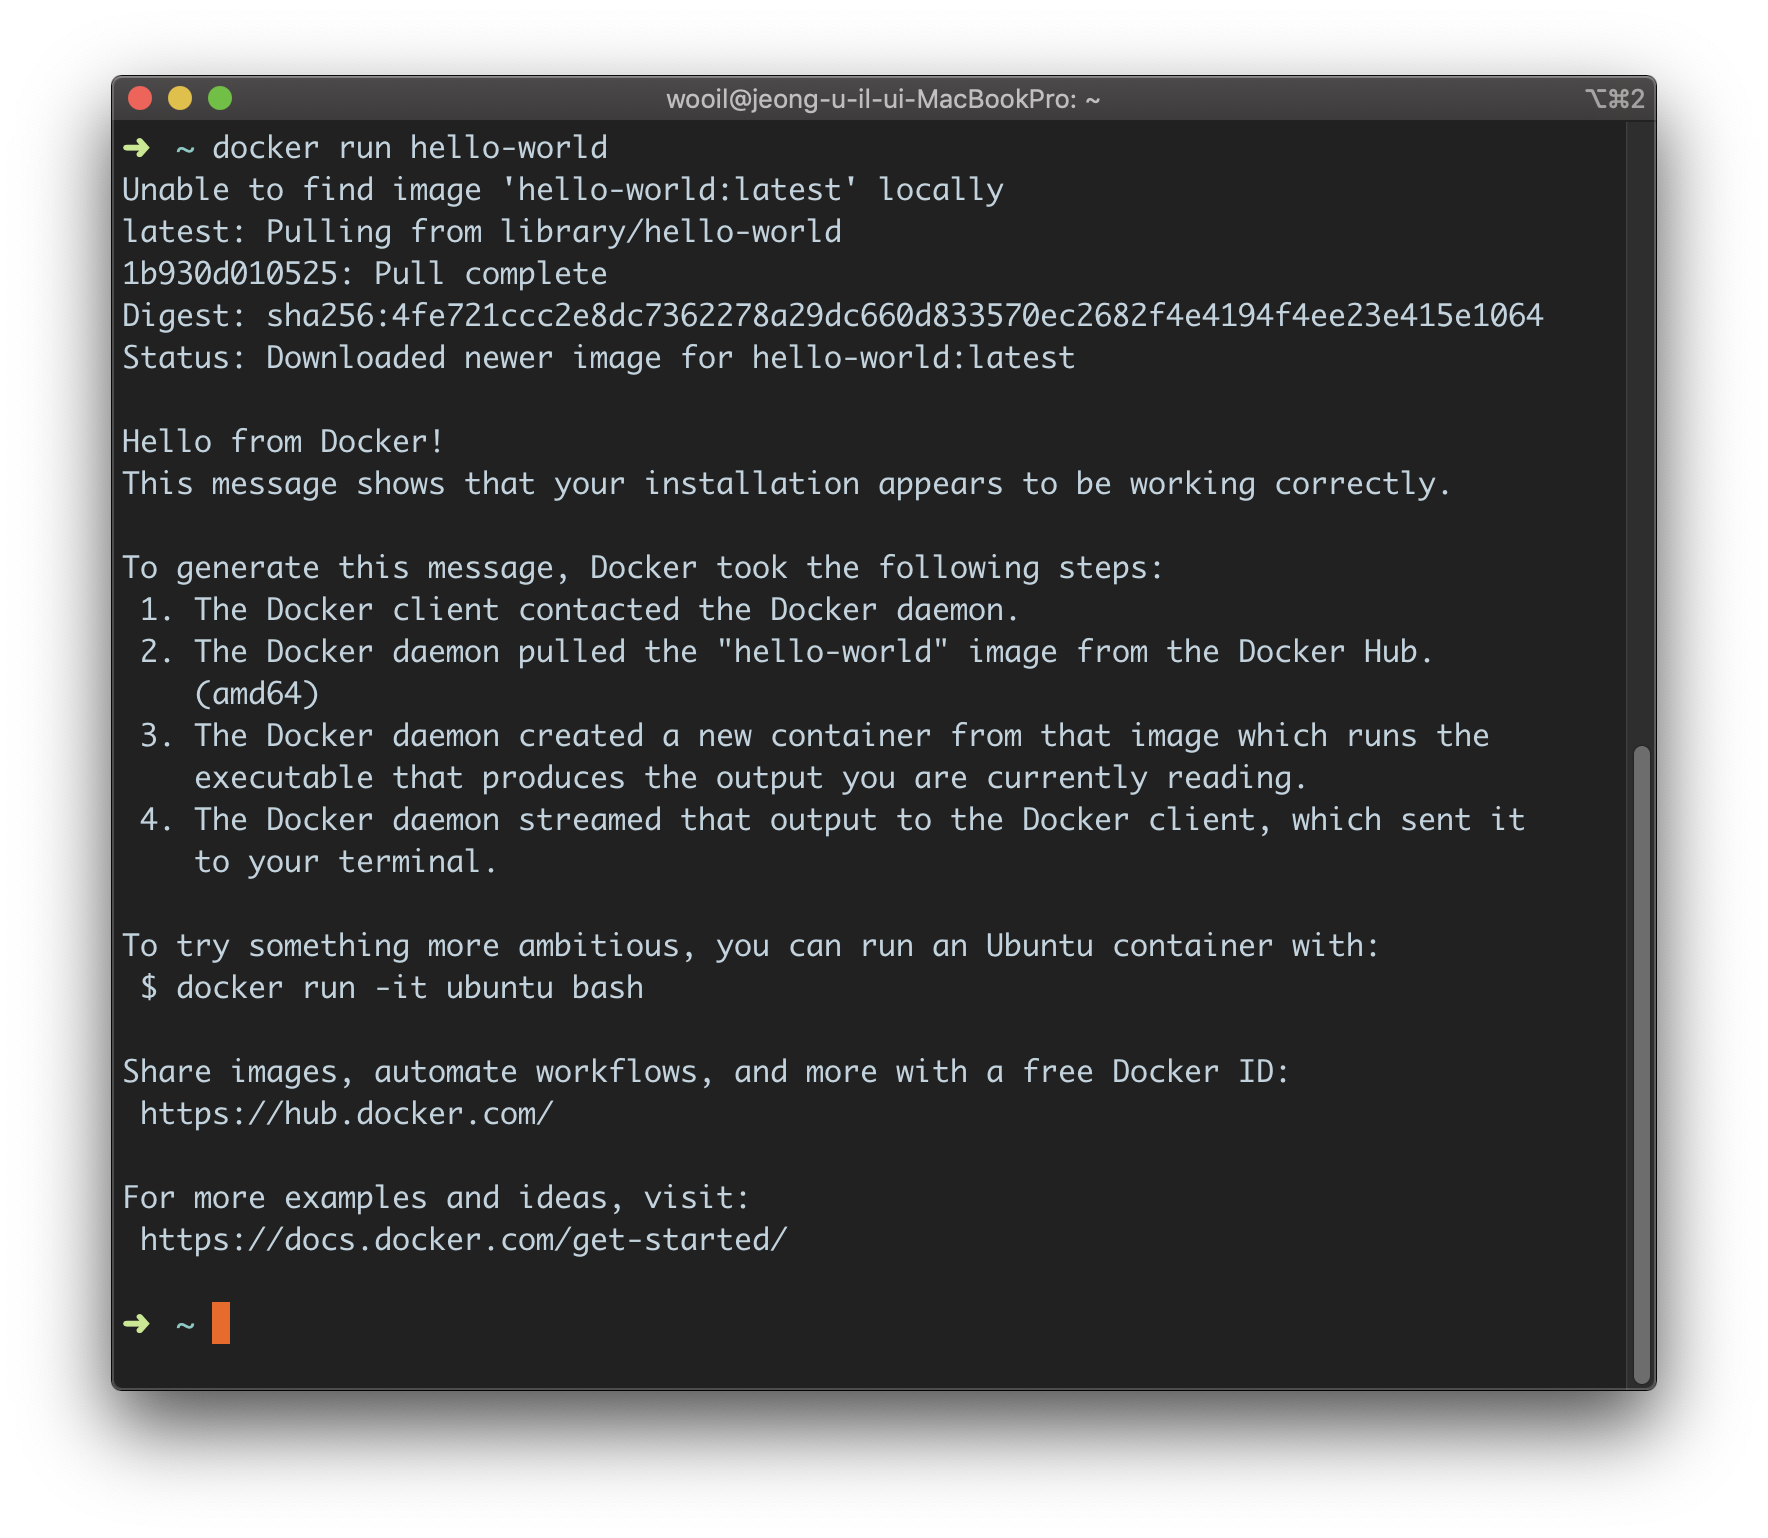 wooil@jeong-u-il-ui-MacBookPro: ~ ⌥⌘2
➜ ~ docker run hello-world
Unable to find image 'hello-world:latest' locally
latest: Pulling from library/hello-world
1b930d010525: Pull complete
Digest: sha256:4fe721ccc2e8dc7362278a29dc660d833570ec2682f4e4194f4ee23e415e1064
Status: Downloaded newer image for hello-world:latest

Hello from Docker!
This message shows that your installation appears to be working correctly.

To generate this message, Docker took the following steps:
 1. The Docker client contacted the Docker daemon.
 2. The Docker daemon pulled the "hello-world" image from the Docker Hub.
    (amd64)
 3. The Docker daemon created a new container from that image which runs the
    executable that produces the output you are currently reading.
 4. The Docker daemon streamed that output to the Docker client, which sent it
    to your terminal.

To try something more ambitious, you can run an Ubuntu container with:
 $ docker run -it ubuntu bash

Share images, automate workflows, and more with a free Docker ID:
 https://hub.docker.com/

For more examples and ideas, visit:
 https://docs.docker.com/get-started/

➜ ~